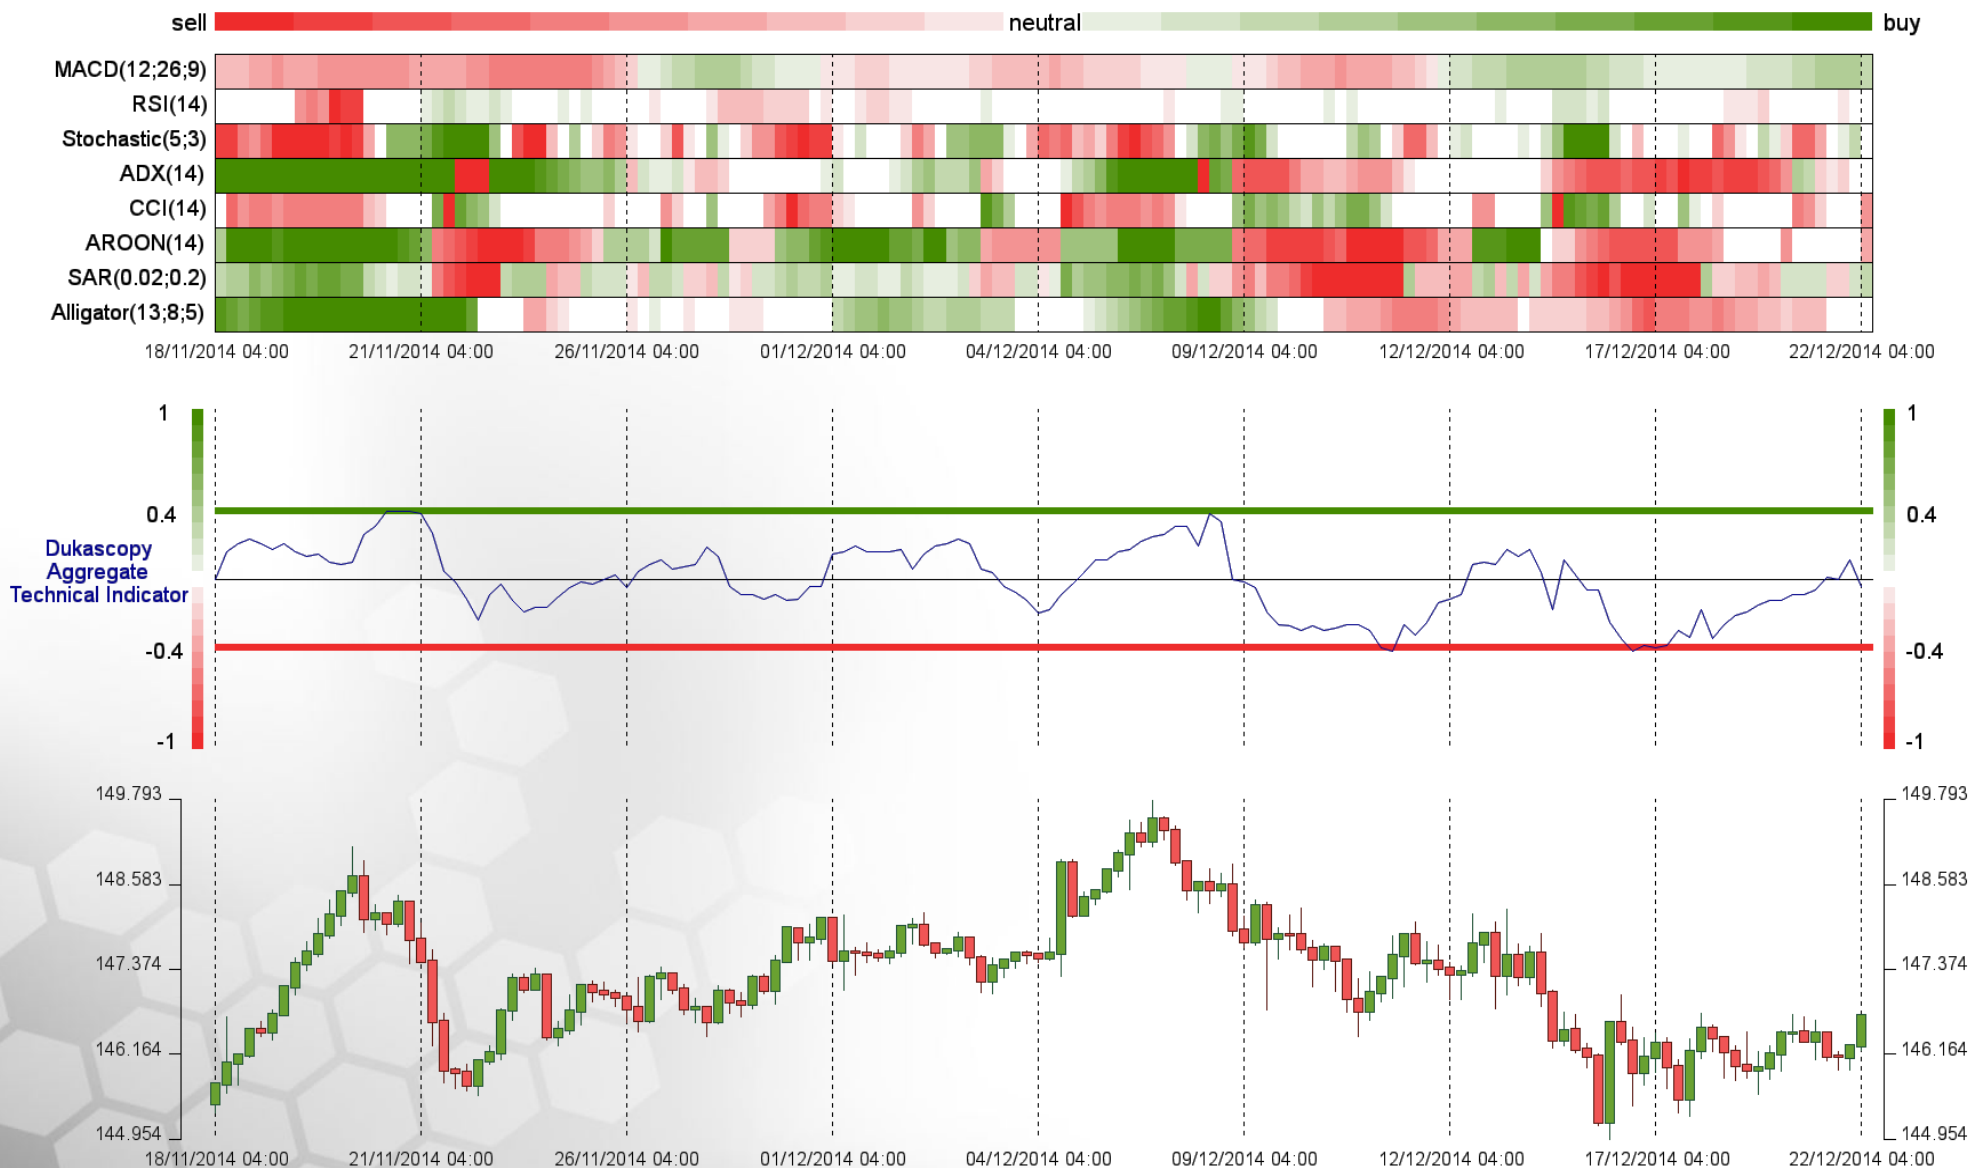 sell neutral buy
MACD(12;26;9)
RSI(14)
Stochastic(5;3)
ADX(14)
CCI(14)
AROON(14)
SAR(0.02;0.2)
Alligator(13;8;5)
18/11/2014 04:00 21/11/2014 04:00 26/11/2014 04:00 01/12/2014 04:00 04/12/2014 04:00 09/12/2014 04:00 12/12/2014 04:00 17/12/2014 04:00 22/12/2014 04:00
1 1
0.4 0.4
Dukascopy
Aggregate
Technical Indicator
-0.4 -0.4
-1 -1
149.793 149.793
148.583 148.583
147.374 147.374
146.164 146.164
144.954 144.954
18/11/2014 04:00 21/11/2014 04:00 26/11/2014 04:00 01/12/2014 04:00 04/12/2014 04:00 09/12/2014 04:00 12/12/2014 04:00 17/12/2014 04:00 22/12/2014 04:00